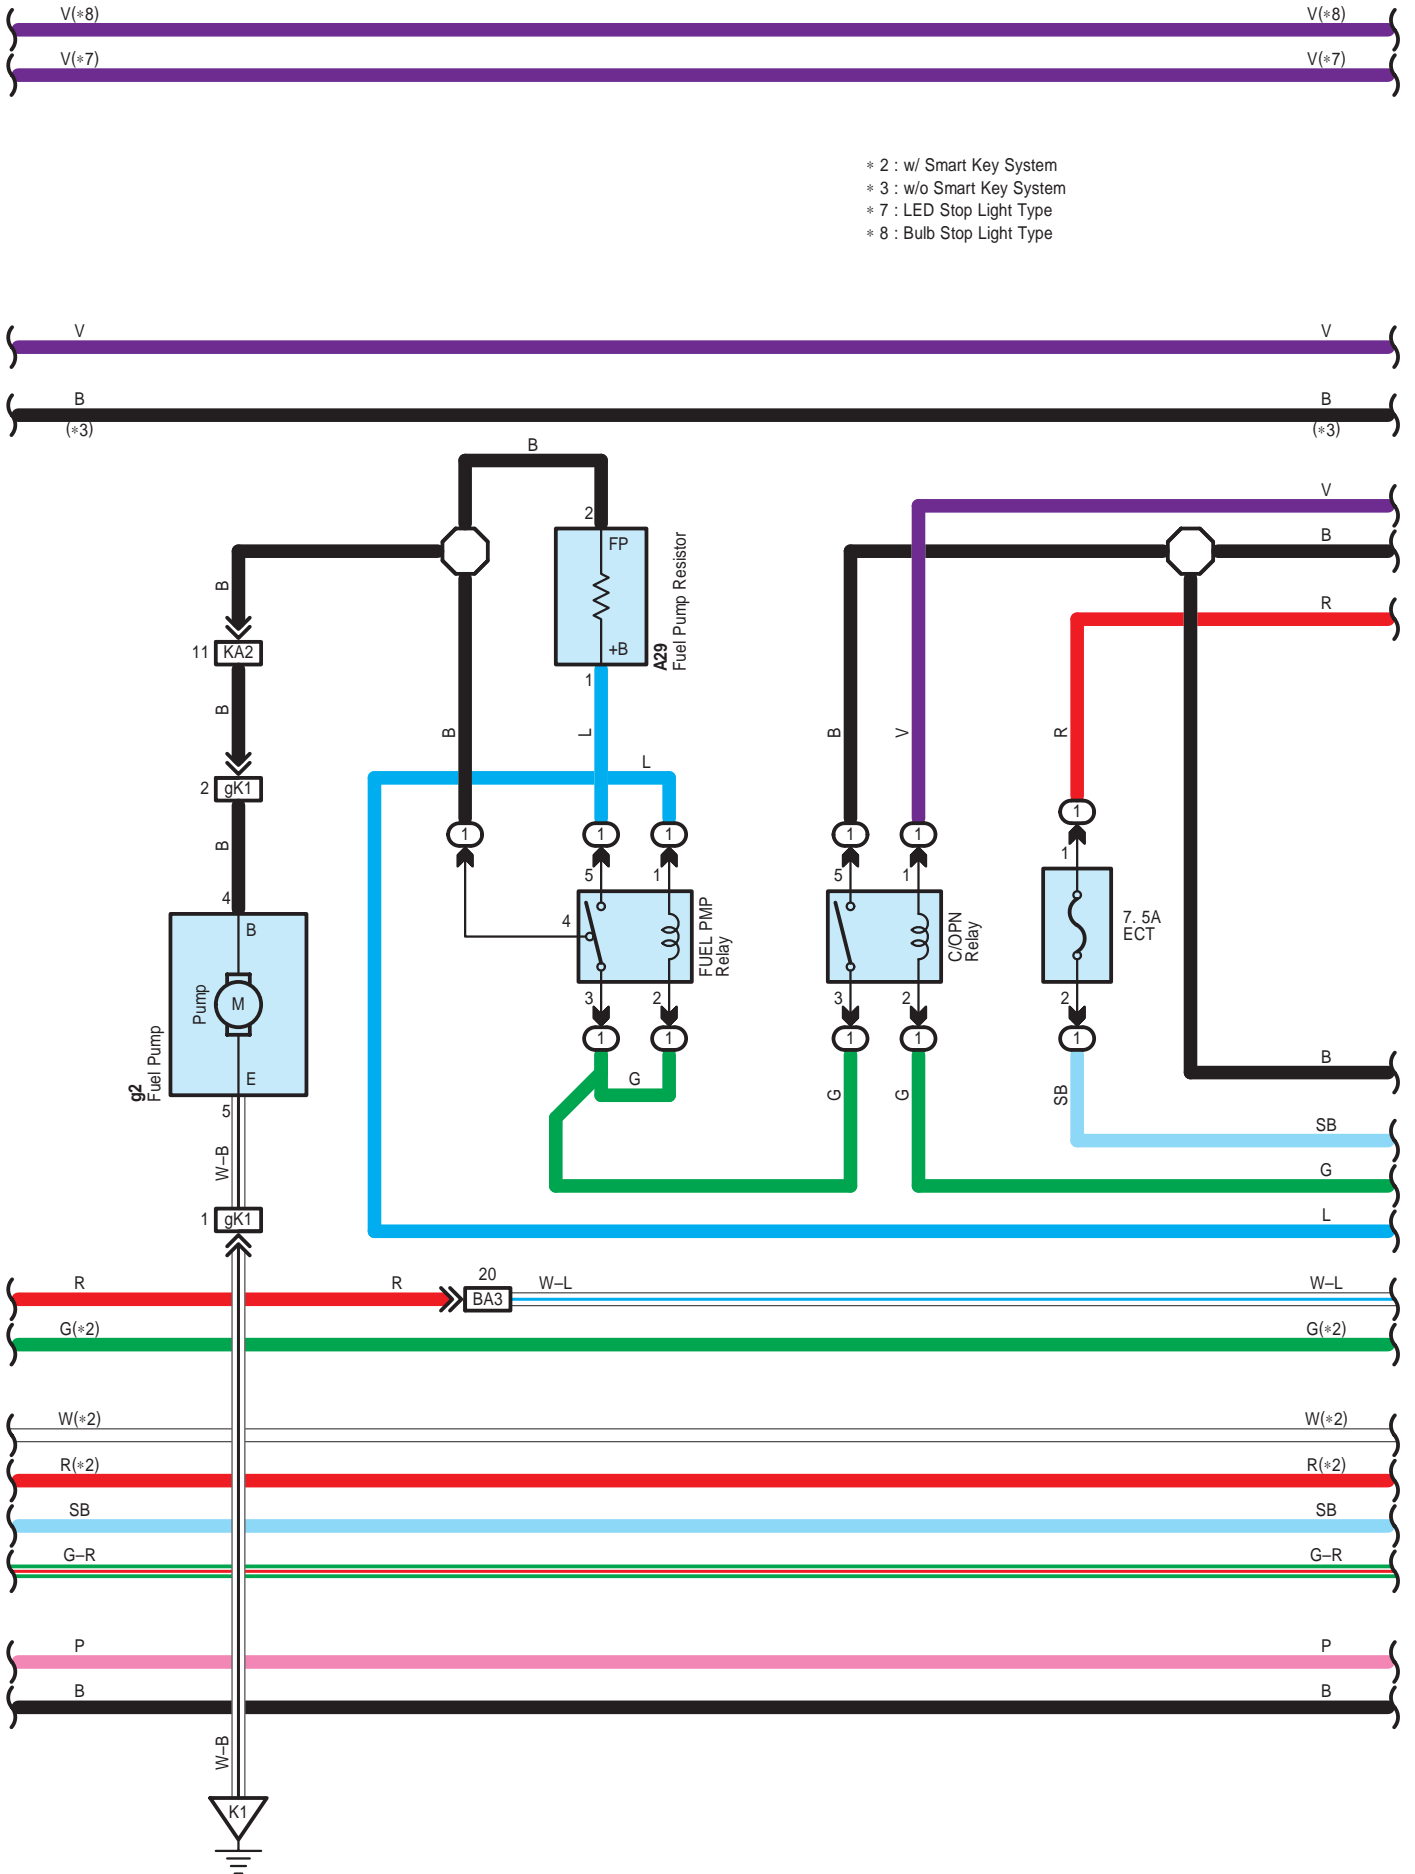 V(∗8) V(∗8)
V(∗7) V(∗7)
∗ 2 : w/ Smart Key System
∗ 3 : w/o Smart Key System
∗ 7 : LED Stop Light Type
∗ 8 : Bulb Stop Light Type
V V
B B
(∗3) (∗3)
B
V
2
FP
B
B
A29
Fuel Pump Resistor
R
11 KA2
+B
1
B
B
L
B
V
R
L
2 gK1
1 1 1 1 1 1
B
5 1 5 1 1
4
B
4
FUEL PMP
Relay
C/OPN
Relay
7. 5A
ECT
Pump
M
g2
Fuel Pump
3 2 3 2 2
1 1 1 1 1
E
G
B
5
G
G
SB
SB
W–B
G
1 gK1
L
R R 20 W–L W–L
BA3
G(∗2) G(∗2)
W(∗2) W(∗2)
R(∗2) R(∗2)
SB SB
G–R G–R
P P
B B
W–B
K1